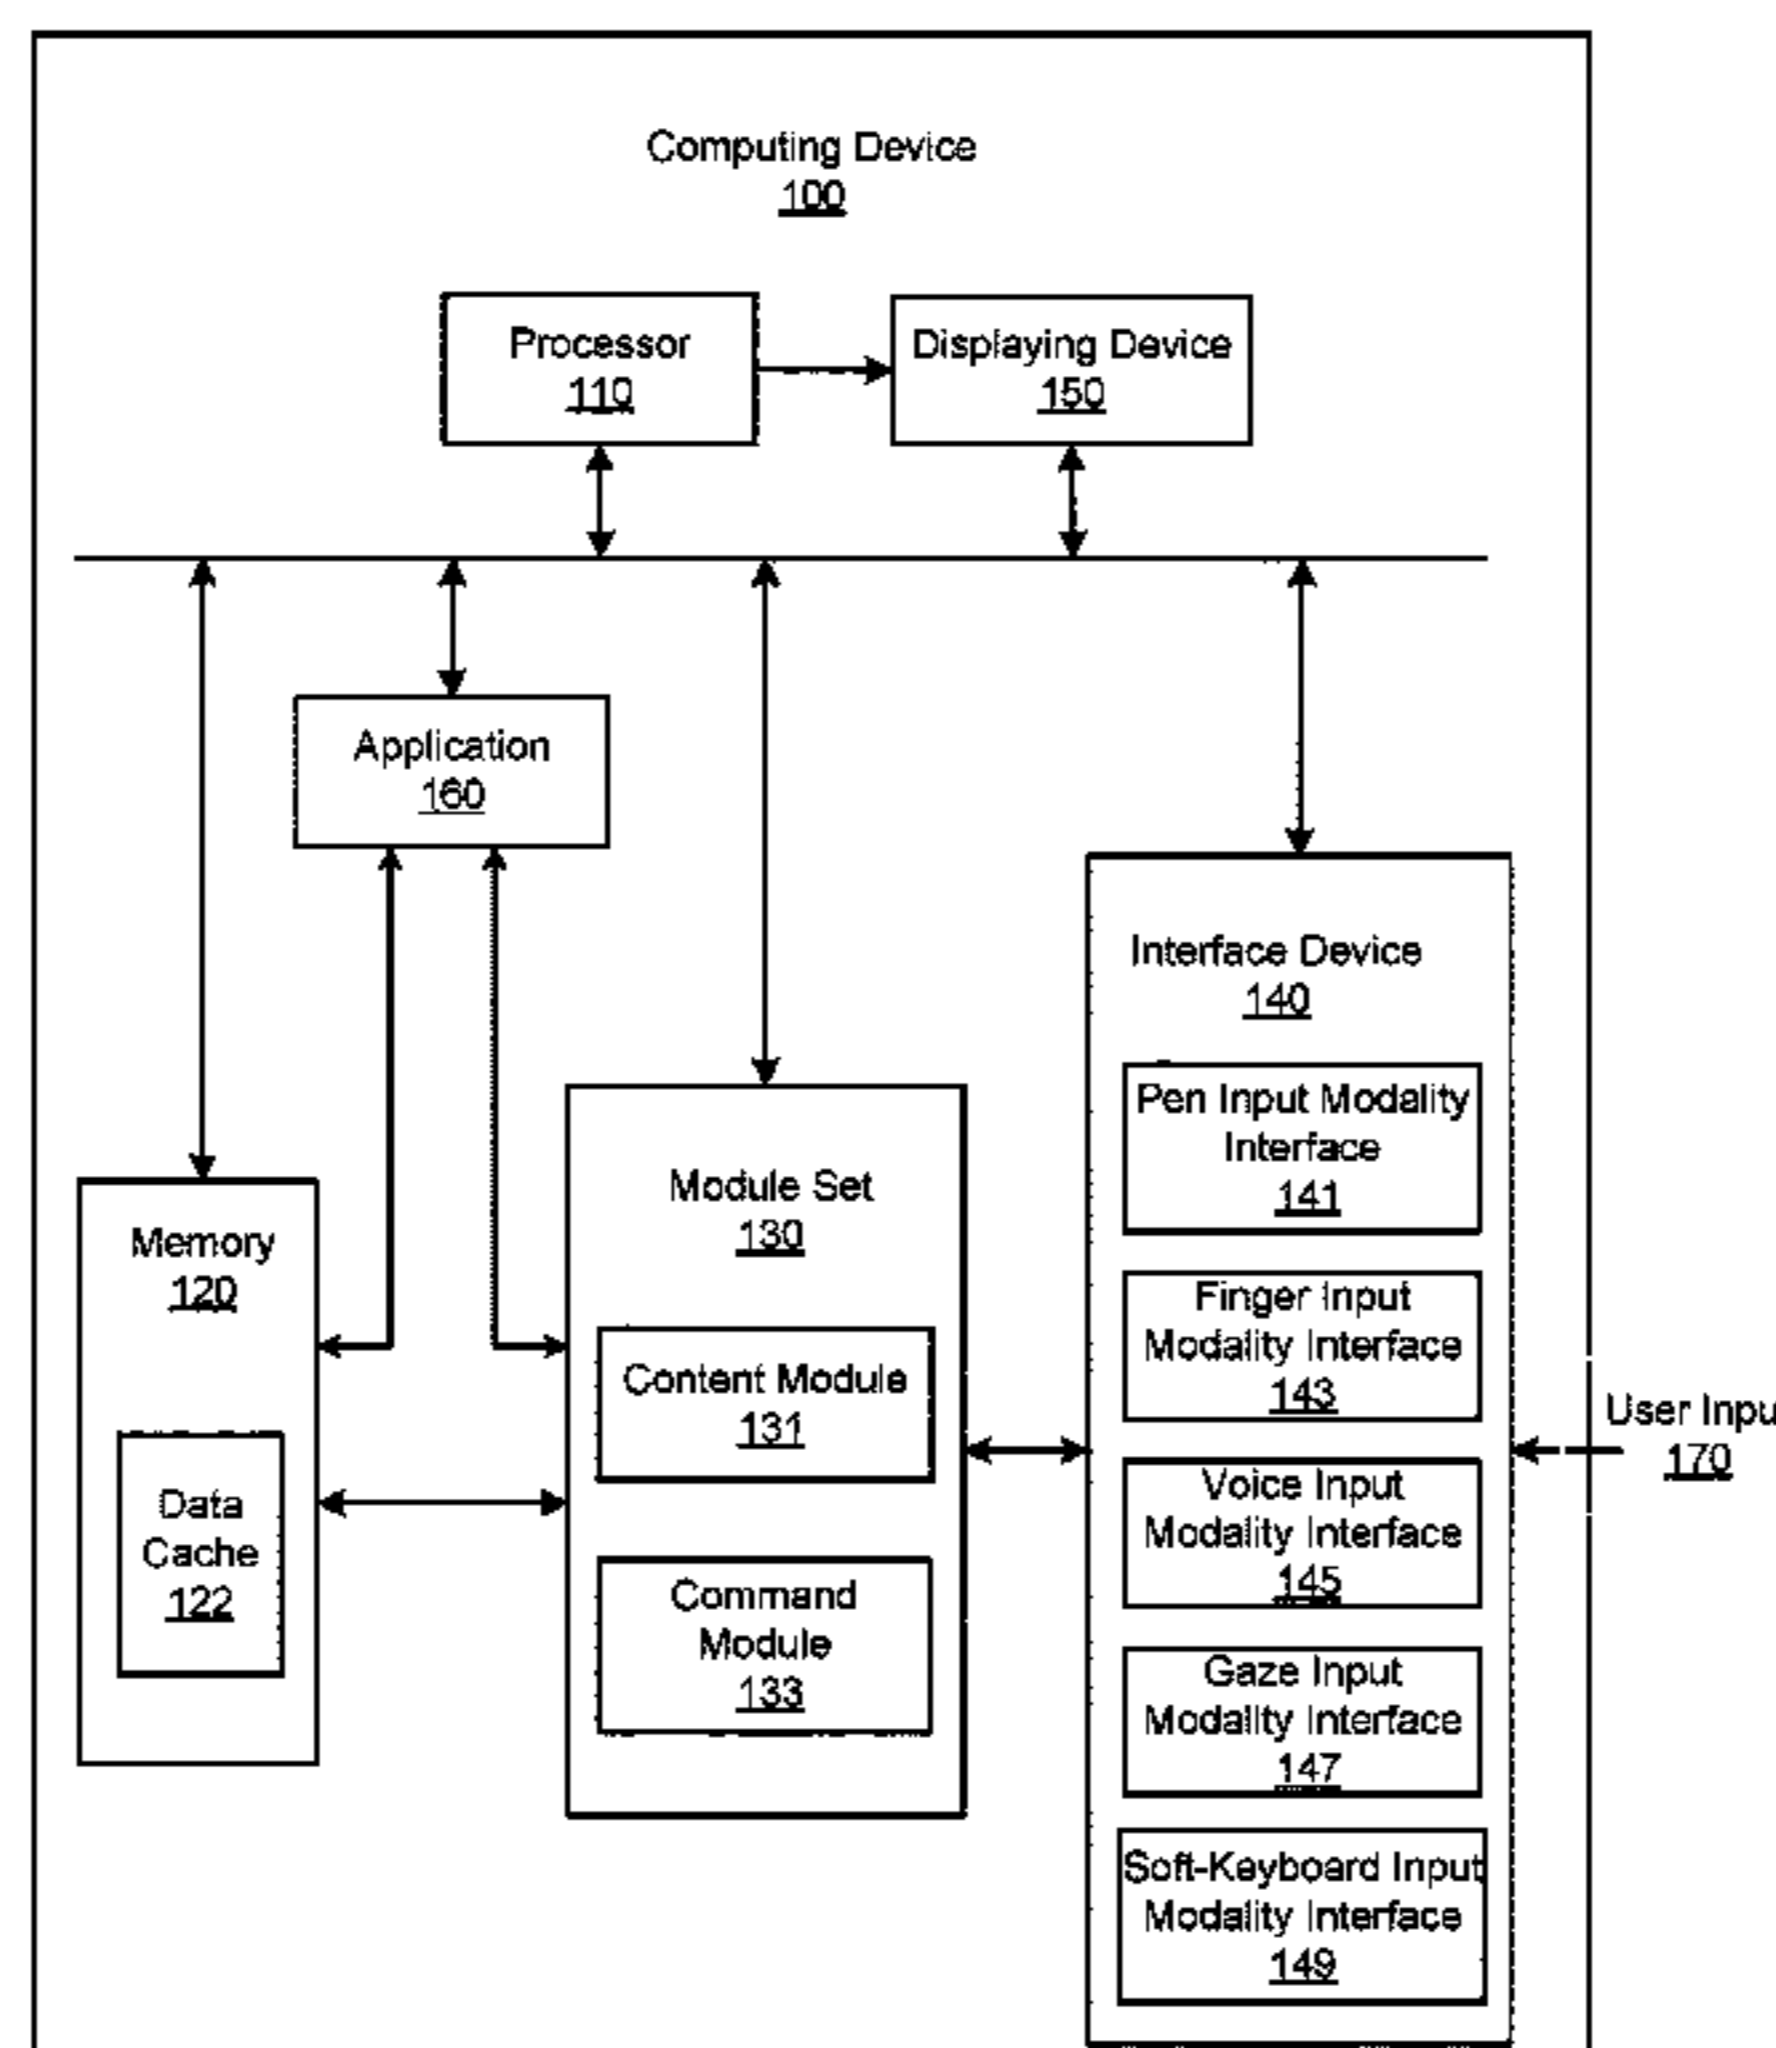 Computing Device
100
Processor
110
Displaying Device
150
Application
160
Interface Device
140
Pen Input Modality
Interface
141
Module Set
130
Memory
120
Finger Input
Modality Interface
143
Content Module
131
User Inpu
170
Voice Input
Modality Interface
145
Data
Cache
122
Command
Module
133
Gaze Input
Modality Interface
147
Soft-Keyboard Input
Modality Interface
149